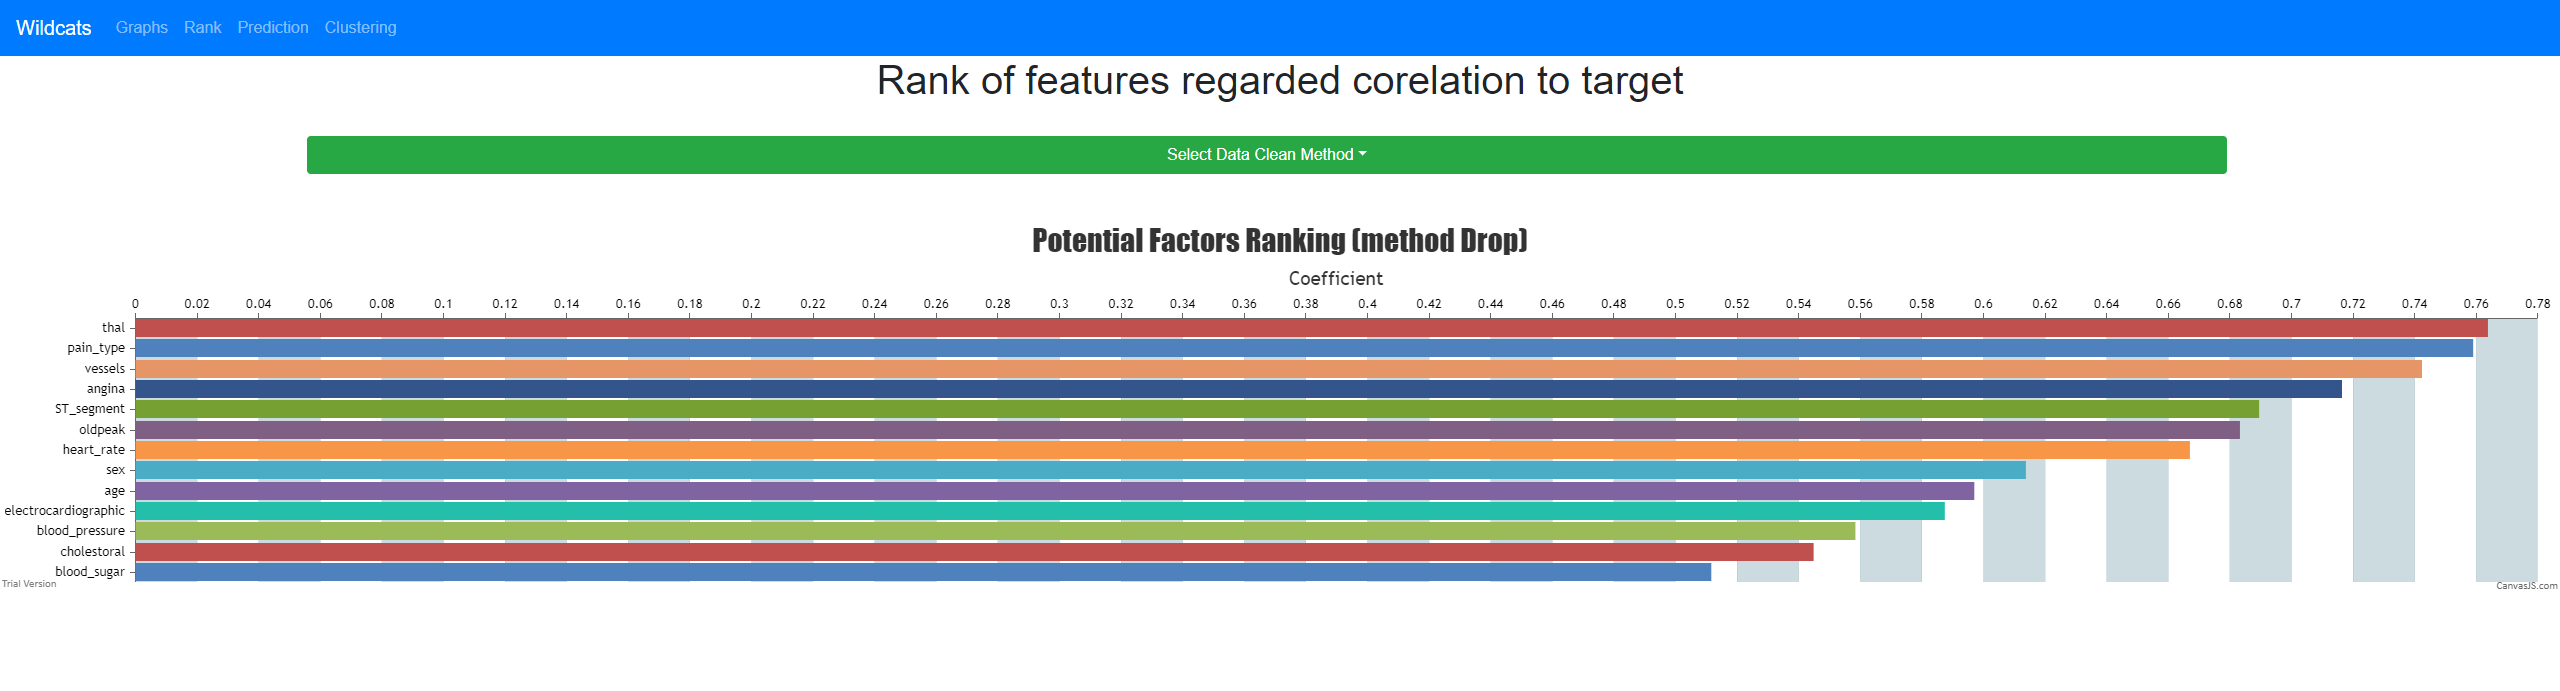 Wildcats Graphs Rank Prediction Clustering
Rank of features regarded corelation to target
Select Data Clean Method
Potential Factors Ranking (method Drop)
Coefficient
0 0.02 0.04 0.06 0.08 0.1 0.12 0.14 0.16 0.18 0.2 0.22 0.24 0.26 0.28 0.3 0.32 0.34 0.36 0.38 0.4 0.42 0.44 0.46 0.48 0.5 0.52 0.54 0.56 0.58 0.6 0.62 0.64 0.66 0.68 0.7 0.72 0.74 0.76 0.78
thal
pain_type
vessels
angina
ST_segment
oldpeak
heart_rate
sex
age
electrocardiographic
blood_pressure
cholestoral
blood_sugar
Trial Version
CanvasJS.com